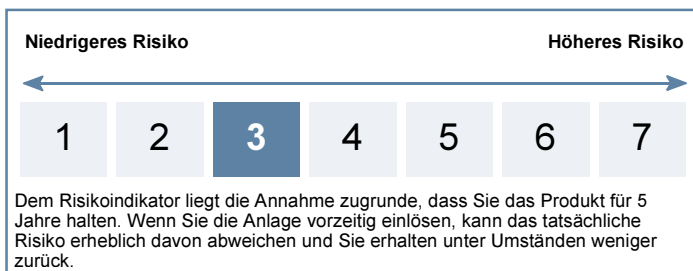 Niedrigeres Risiko Höheres Risiko
1 2 3 4 5 6 7
Dem Risikoindikator liegt die Annahme zugrunde, dass Sie das Produkt für 5
Jahre halten. Wenn Sie die Anlage vorzeitig einlösen, kann das tatsächliche
Risiko erheblich davon abweichen und Sie erhalten unter Umständen weniger
zurück.